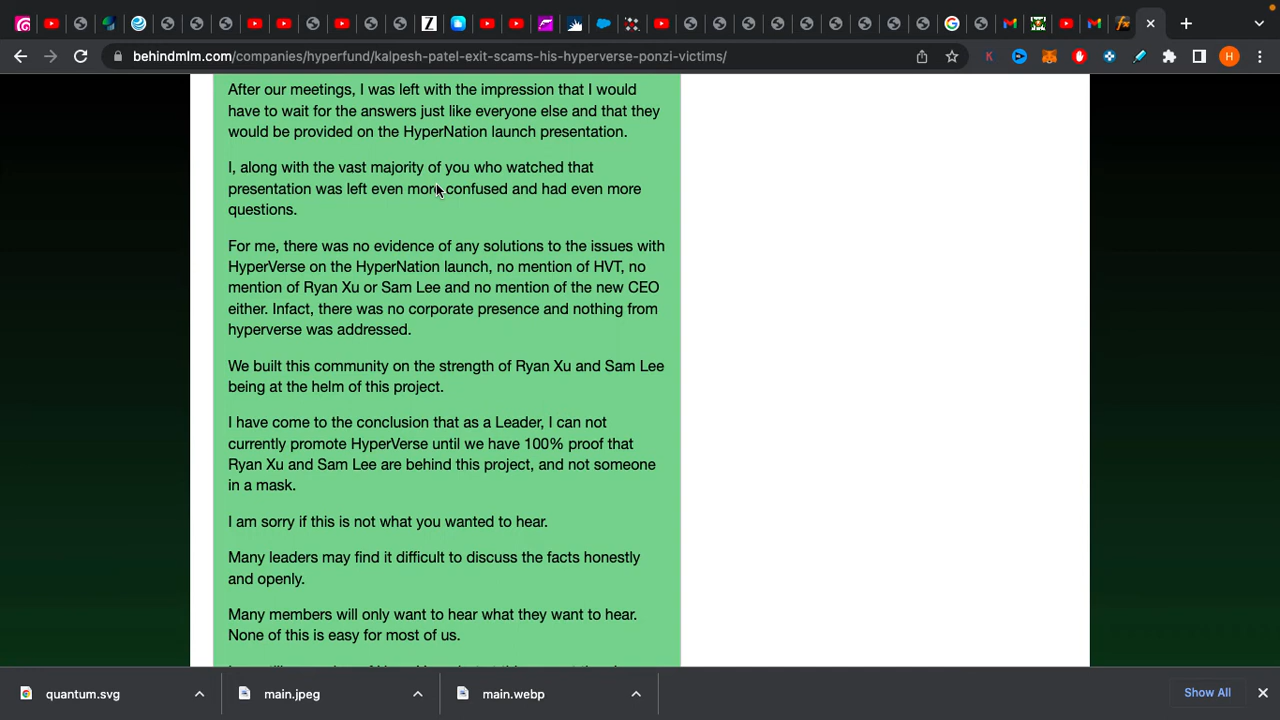 behindmlm.com/companies/hyperfund/kalpesh-patel-exit-scams-his-hyperverse-ponzi-victims/
H
After our meetings, I was left with the impression that I would
have to wait for the answers just like everyone else and that they
would be provided on the HyperNation launch presentation.
I, along with the vast majority of you who watched that
presentation was left even more confused and had even more
questions.
For me, there was no evidence of any solutions to the issues with
HyperVerse on the HyperNation launch, no mention of HVT, no
mention of Ryan Xu or Sam Lee and no mention of the new CEO
either. Infact, there was no corporate presence and nothing from
hyperverse was addressed.
We built this community on the strength of Ryan Xu and Sam Lee
being at the helm of this project.
I have come to the conclusion that as a Leader, I can not
currently promote HyperVerse until we have 100% proof that
Ryan Xu and Sam Lee are behind this project, and not someone
in a mask.
I am sorry if this is not what you wanted to hear.
Many leaders may find it difficult to discuss the facts honestly
and openly.
Many members will only want to hear what they want to hear.
None of this is easy for most of us.
quantum.svg
main.jpeg
main.webp
Show All